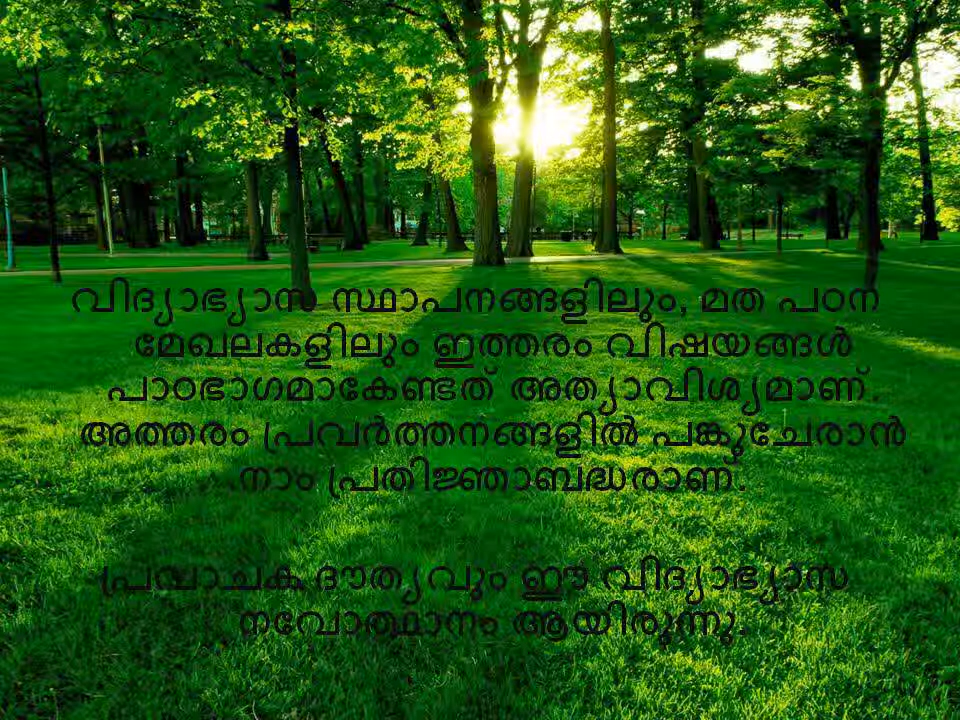 വിദ്യാഭ്യാസ സ്ഥാപനങ്ങളിലും, മത പഠന
മേഖലകളിലും ഇത്തരം വിഷയങ്ങൾ
പാഠഭാഗമാകേണ്ടത് അത്യാവിശ്യമാണ്.
അത്തരം പ്രവർത്തനങ്ങളിൽ പങ്കുചേരാൻ
നാം പ്രതിജ്ഞാബദ്ധരാണ്.
പ്രവാചക ദൗത്യവും ഈ വിദ്യാഭ്യാസ
നവോത്ഥാനം ആയിരുന്നു.